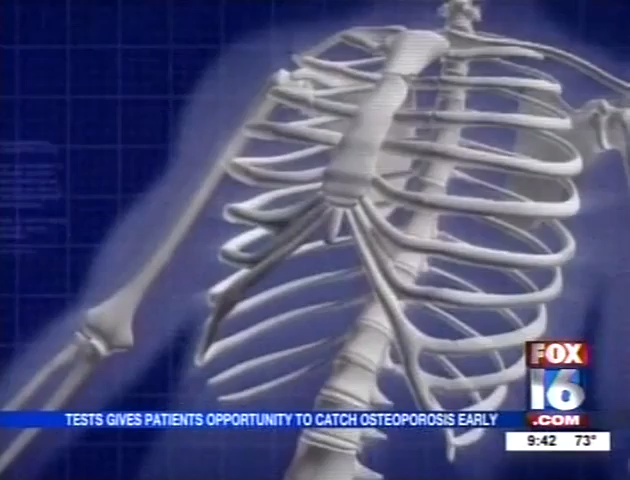 FOX
16
.COM
TESTS GIVES PATIENTS OPPORTUNITY TO CATCH OSTEOPOROSIS EARLY
9:42 73°